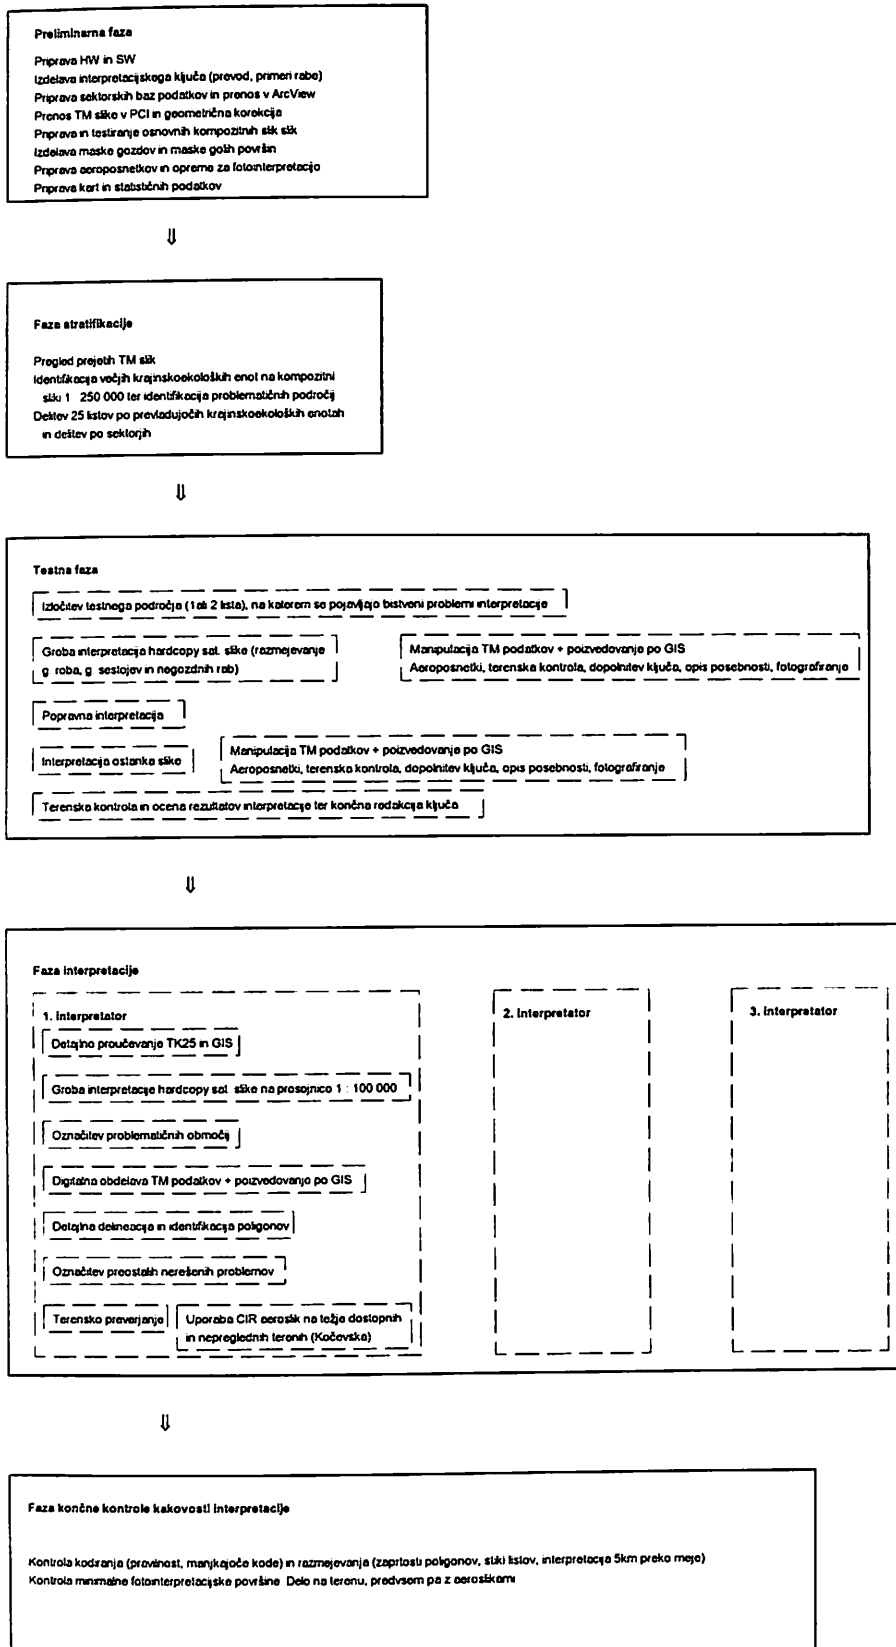 Preliminarna faza
Priprava HW in SW
Izdelava interpretacijskega ključa (prevod, primeri rabe)
Priprava sektorskih baz podatkov in prenos v ArcView
Prenos TM slike v PCI in geometrična korekcija
Priprava in testiranje osnovnih kompozitnih slik slik
Izdelava maske gozdov in maske golih površin
Priprava aeroposnetkov in opreme za fotointerpretacijo
Priprava kart in statističnih podatkov
⇓
Faza stratifikacije
Pregled prejetih TM slik
Identifikacija večjih krajinskoekoloških enot na kompozitni
sliki 1 250 000 ter identifikacija problematičnih področij
Delitev 25 listov po prevladujočih krajinskoekoloških enotah
in delitev po sektorjih
⇓
Testna faza
Izločitev testnega področja (1 ali 2 lista), na katerem se pojavljajo bistveni problemi interpretacije
Groba interpretacija hardcopy sat. slike (razmejevanje
g roba, g sestojev in negozdnih rab)
Manipulacija TM podatkov + poizvedovanje po GIS
Aeroposnetki, terenska kontrola, dopolnitev ključa, opis posebnosti, fotografiranje
Popravna interpretacija
Interpretacija ostanka slike
Manipulacija TM podatkov + poizvedovanje po GIS
Aeroposnetki, terenska kontrola, dopolnitev ključa, opis posebnosti, fotografiranje
Terenska kontrola in ocena rezultatov interpretacije ter končna redakcija ključa
⇓
Faza interpretacije
1. interpretator
Detajlno proučevanje TK25 in GIS
Groba interpretacije hardcopy sat slike na prosojnico 1 : 100 000
Označitev problematičnih območij
Digitalna obdelava TM podatkov + poizvedovanje po GIS
Detajlna delineacija in identifikacija poligonov
Označitev preostalih nerešenih problemov
Terensko preverjanje
Uporaba CIR aeroslik na težje dostopnih
in nepreglednih terenih (Kočevska)
2. interpretator
3. interpretator
⇓
Faza končne kontrole kakovosti interpretacije
Kontrola kodiranja (pravilnost, manjkajoče kode) in razmejevanja (zaprtosti poligonov, stiki listov, interpretacija 5km preko meje)
Kontrola minimalne fotointerpretacijske površine Delo na terenu, predvsem pa z aeroslikami